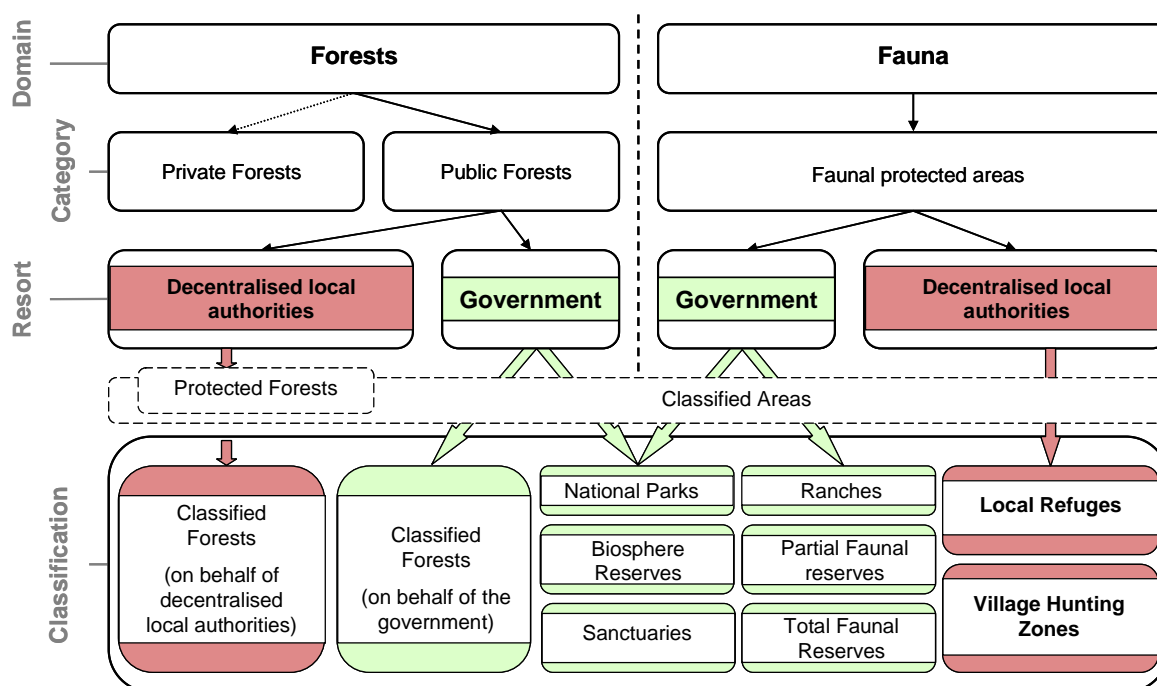 Domain
Forests
Fauna
Category
Private Forests
Public Forests
Faunal protected areas
Resort
Decentralised local
authorities
Government
Government
Decentralised local
authorities
Protected Forests
Classified Areas
Classification
Classified
Forests
(on behalf of
decentralised
local authorities)
Classified
Forests
(on behalf of the
government)
National Parks
Biosphere
Reserves
Sanctuaries
Ranches
Partial Faunal
reserves
Total Faunal
Reserves
Local Refuges
Village Hunting
Zones